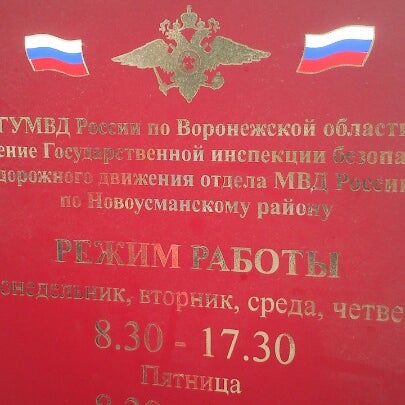 ГУМВД России по Воронежской области
ение Государственной инспекции безопа
дорожного движения отдела МВД России
по Новоусманскому району
РЕЖИМ РАБОТЫ
онедельник, вторник, среда, четве
8.30 - 17.30
Пятница